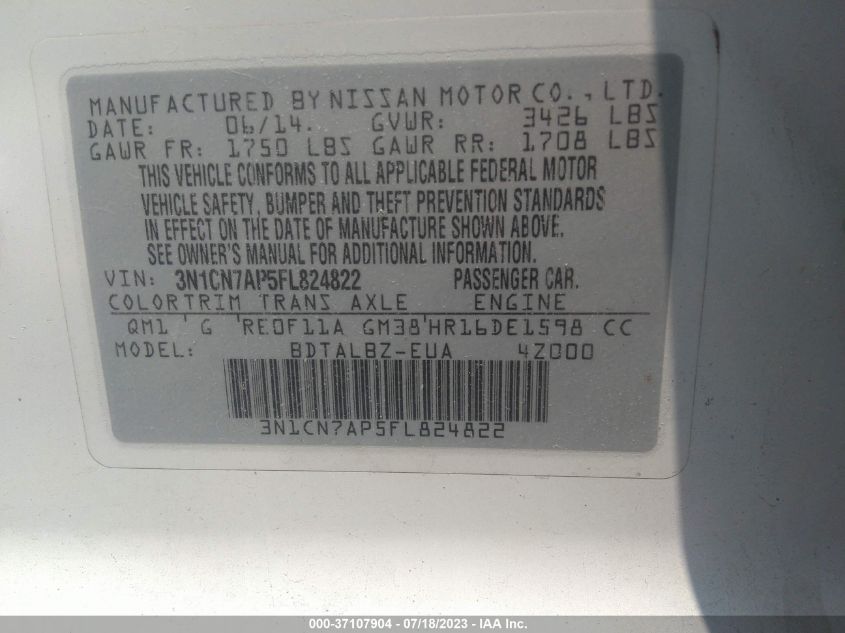 MANUFACTURED BY NISSAN MOTOR CO., LTD.
DATE: 06/14. GVWR: 3426 LBS
GAWR FR: 1750 LBS GAWR RR: 1708 LBS
THIS VEHICLE CONFORMS TO ALL APPLICABLE FEDERAL MOTOR
VEHICLE SAFETY, BUMPER AND THEFT PREVENTION STANDARDS
IN EFFECT ON THE DATE OF MANUFACTURE SHOWN ABOVE.
SEE OWNER'S MANUAL FOR ADDITIONAL INFORMATION.
VIN: 3N1CN7AP5FL824822 PASSENGER CAR.
COLORTRIM TRANS AXLE ENGINE
QM1 ' G 'RE0F11A GM38'HR16DE1598 CC
MODEL: BDTALBZ-EUA 4Z000
3N1CN7AP5FL824822
000-37107904 - 07/18/2023 - IAA Inc.